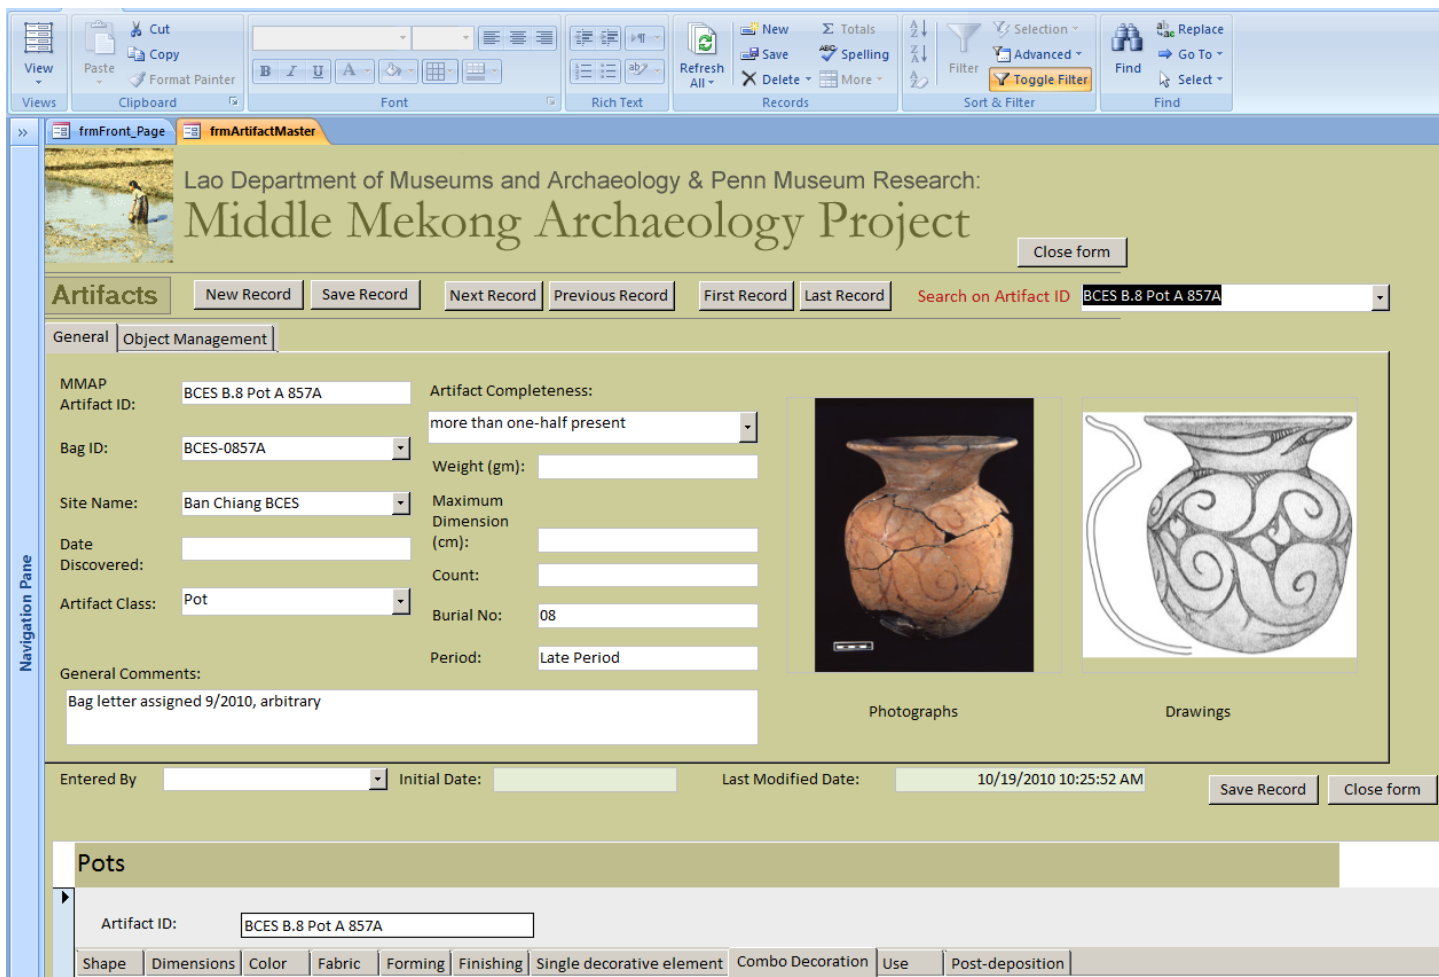 View
Views
Paste
Cut
Copy
Format Painter
Clipboard
B I U A
Font
ab
Rich Text
Refresh
All
New
Save
Delete
Σ Totals
ABC Spelling
More
Records
Filter
Selection
Advanced
Toggle Filter
Sort & Filter
Find
Replace
Go To
Select
Find
frmFront_Page
frmArtifactMaster
Navigation Pane
Lao Department of Museums and Archaeology & Penn Museum Research:
Middle Mekong Archaeology Project
Close form
Artifacts New Record Save Record Next Record Previous Record First Record Last Record Search on Artifact ID BCES B.8 Pot A 857A
General Object Management
MMAP
Artifact ID: BCES B.8 Pot A 857A
Bag ID: BCES-0857A
Site Name: Ban Chiang BCES
Date
Discovered:
Artifact Class: Pot
Artifact Completeness:
more than one-half present
Weight (gm):
Maximum
Dimension
(cm):
Count:
Burial No: 08
Period: Late Period
General Comments:
Bag letter assigned 9/2010, arbitrary
Photographs
Drawings
Entered By Initial Date: Last Modified Date: 10/19/2010 10:25:52 AM
Save Record Close form
Pots
Artifact ID: BCES B.8 Pot A 857A
Shape Dimensions Color Fabric Forming Finishing Single decorative element Combo Decoration Use Post-deposition